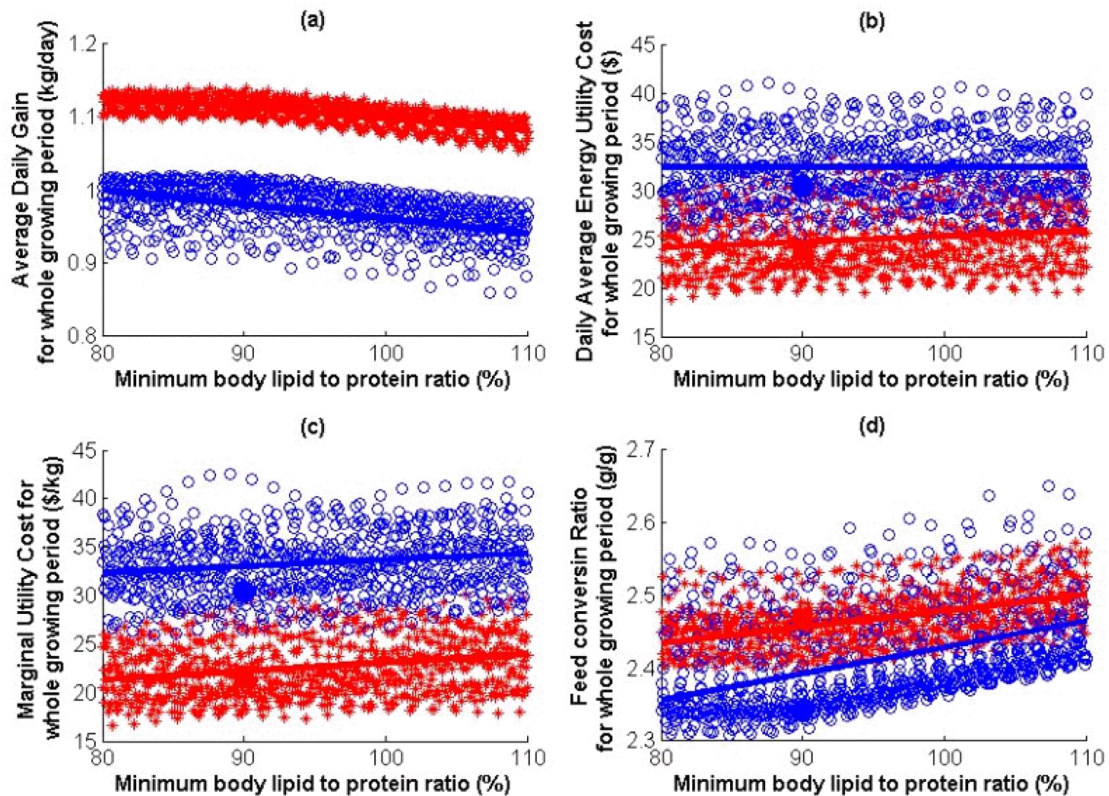 (a)
Average Daily Gain
for whole growing period (kg/day)
1.2
1.1
1
0.9
0.8
80
90
100
110
Minimum body lipid to protein ratio (%)
(b)
Daily Average Energy Utility Cost
for whole growing period ($)
45
40
35
30
25
20
15
80
90
100
110
Minimum body lipid to protein ratio (%)
(c)
Marginal Utility Cost for
whole growing period ($/kg)
45
40
35
30
25
20
15
80
90
100
110
Minimum body lipid to protein ratio (%)
(d)
Feed conversin Ratio
for whole growing period (g/g)
2.7
2.6
2.5
2.4
2.3
80
90
100
110
Minimum body lipid to protein ratio (%)